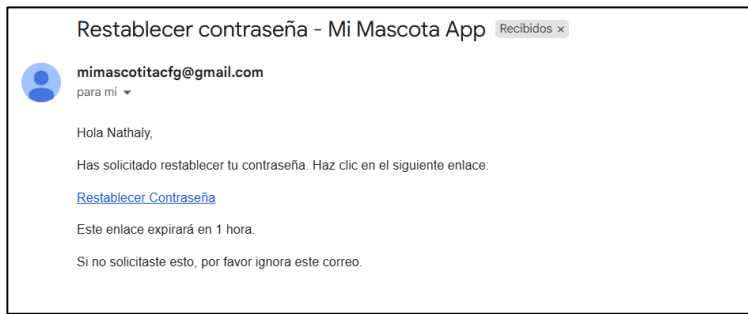 Restablecer contraseña - Mi Mascota App Recibidos ×
mimascotitacfg@gmail.com
para mí
Hola Nathaly,
Has solicitado restablecer tu contraseña. Haz clic en el siguiente enlace:
Restablecer Contraseña
Este enlace expirará en 1 hora.
Si no solicitaste esto, por favor ignora este correo.